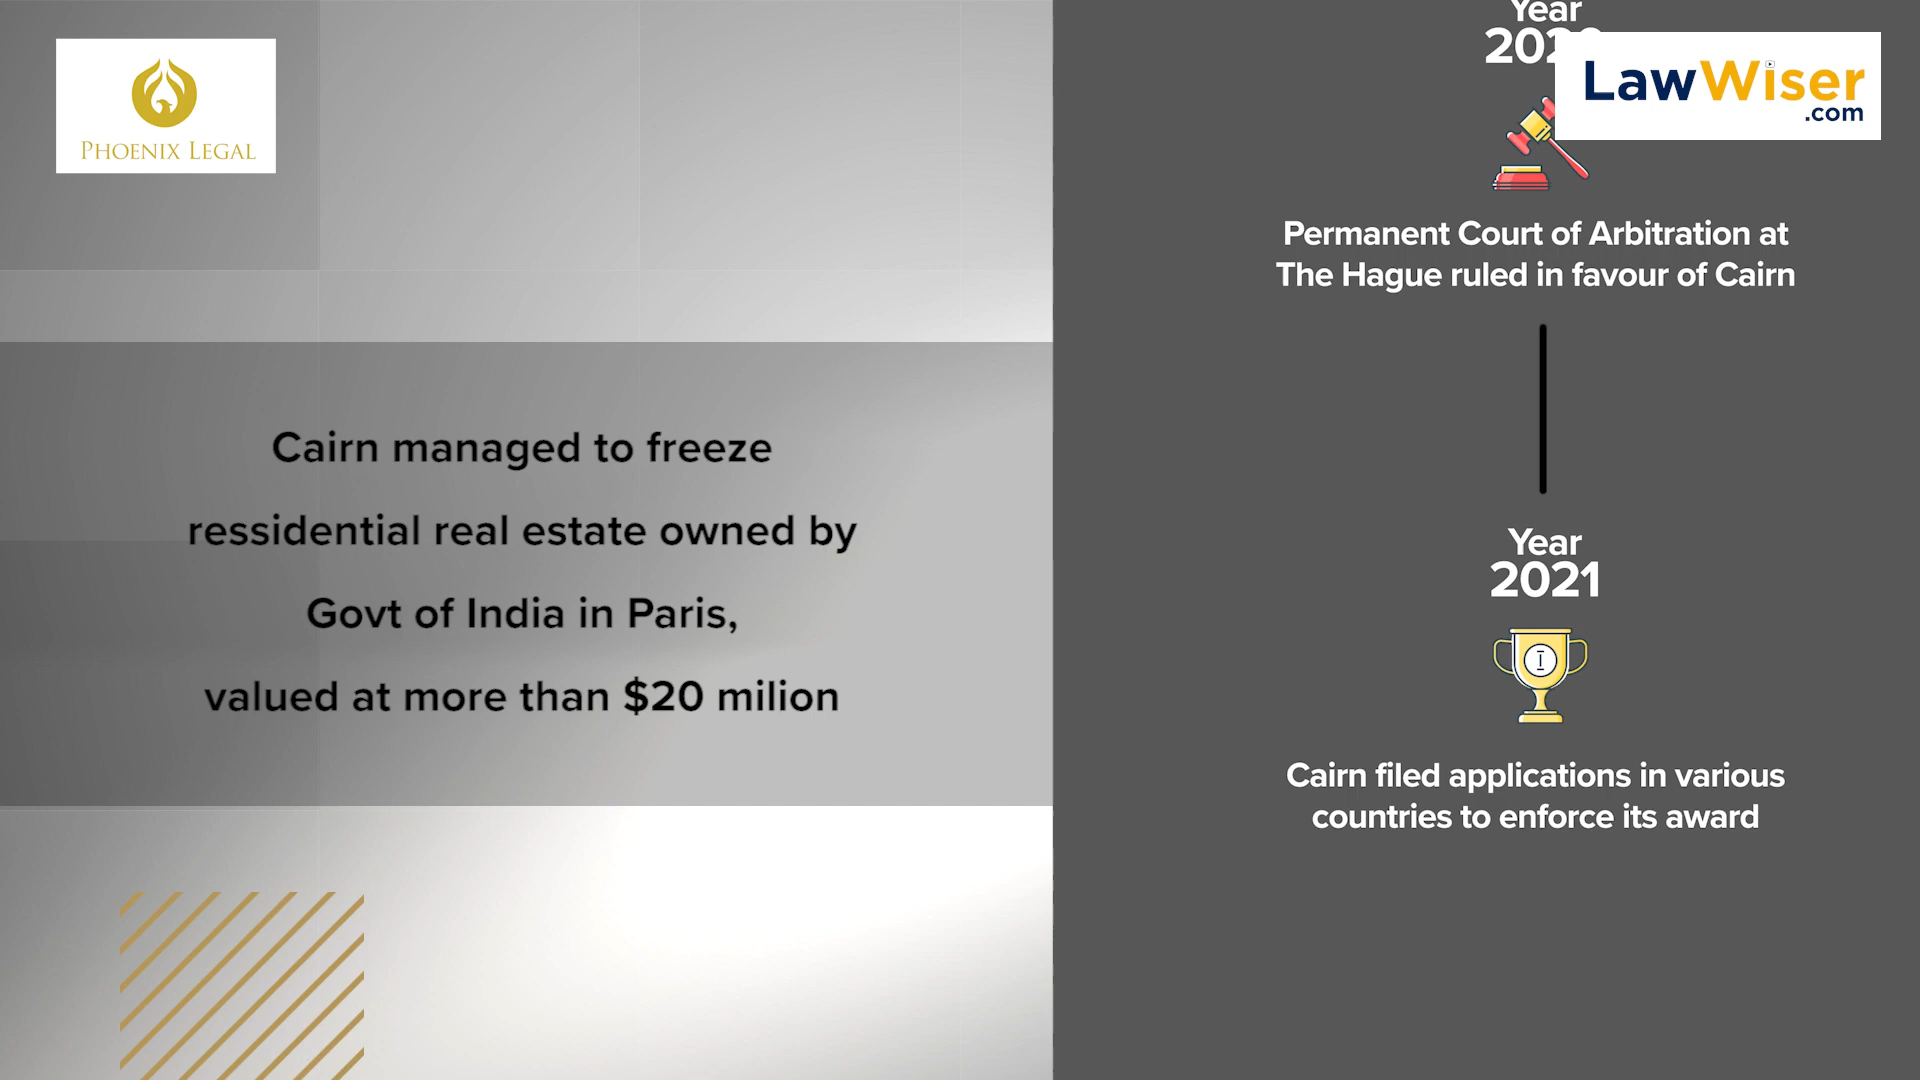 PHOENIX LEGAL
Cairn managed to freeze
ressidential real estate owned by
Govt of India in Paris,
valued at more than $20 milion
Year
LawWiser
.com
Permanent Court of Arbitration at
The Hague ruled in favour of Cairn
Year
2021
Cairn filed applications in various
countries to enforce its award